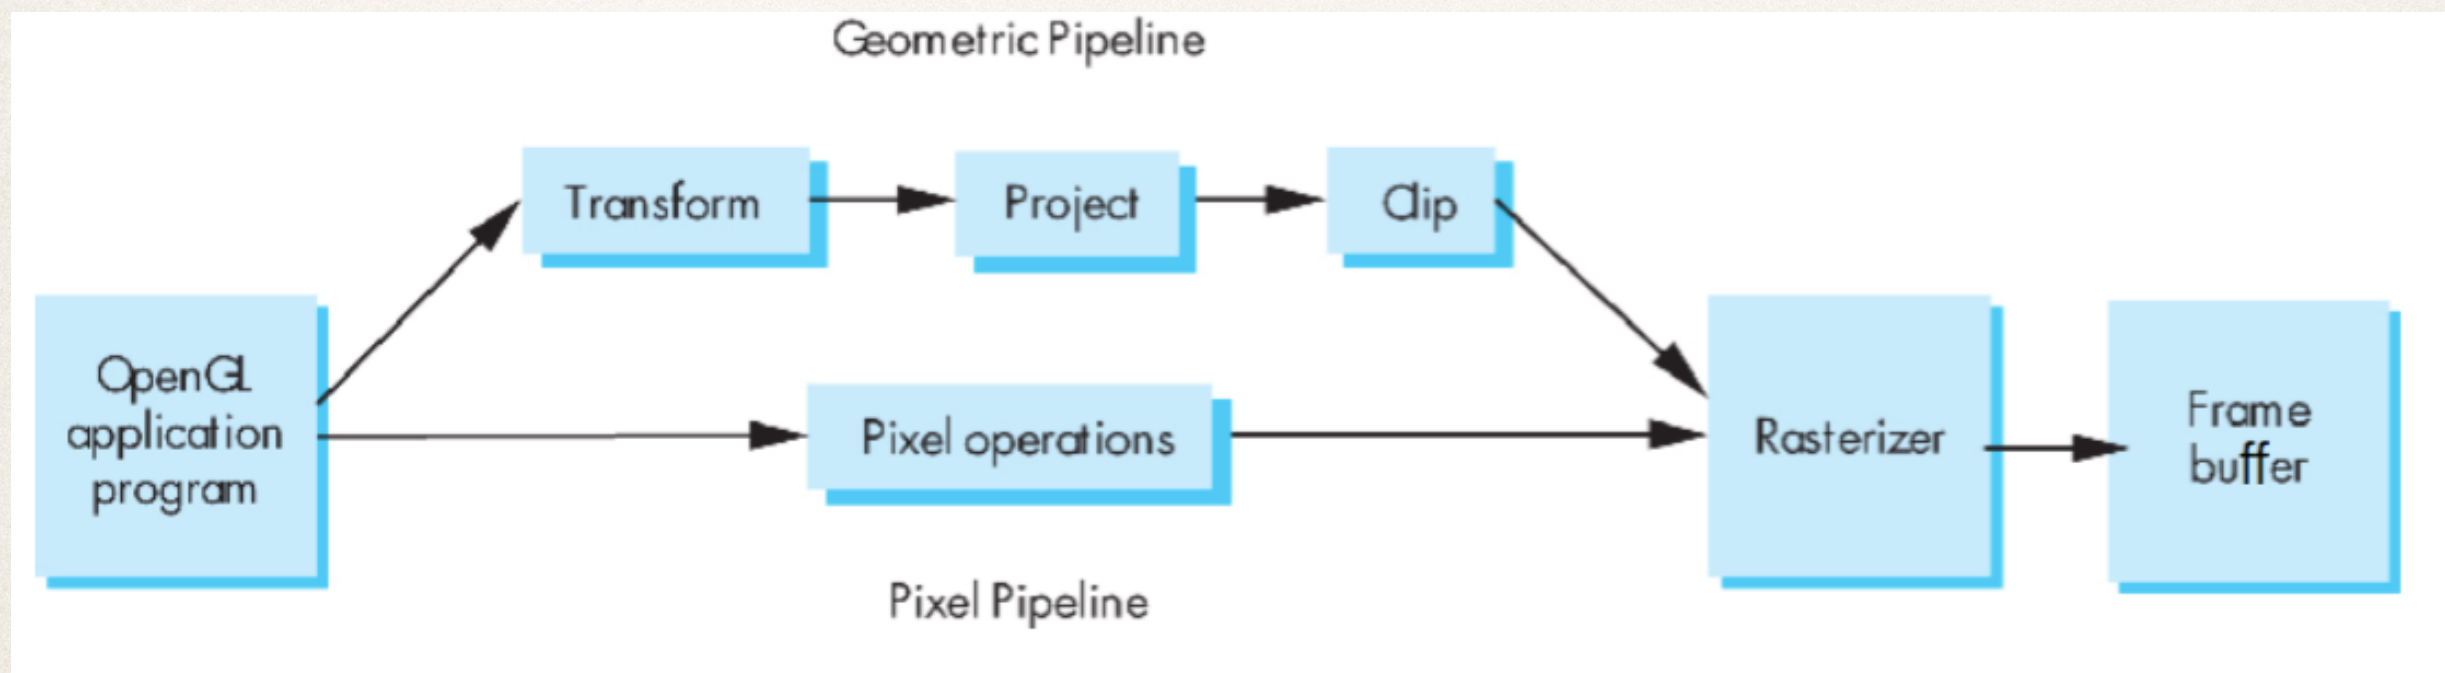 Geometric Pipeline
Transform
Project
Clip
OpenGL
application
program
Pixel operations
Rasterizer
Frame
buffer
Pixel Pipeline